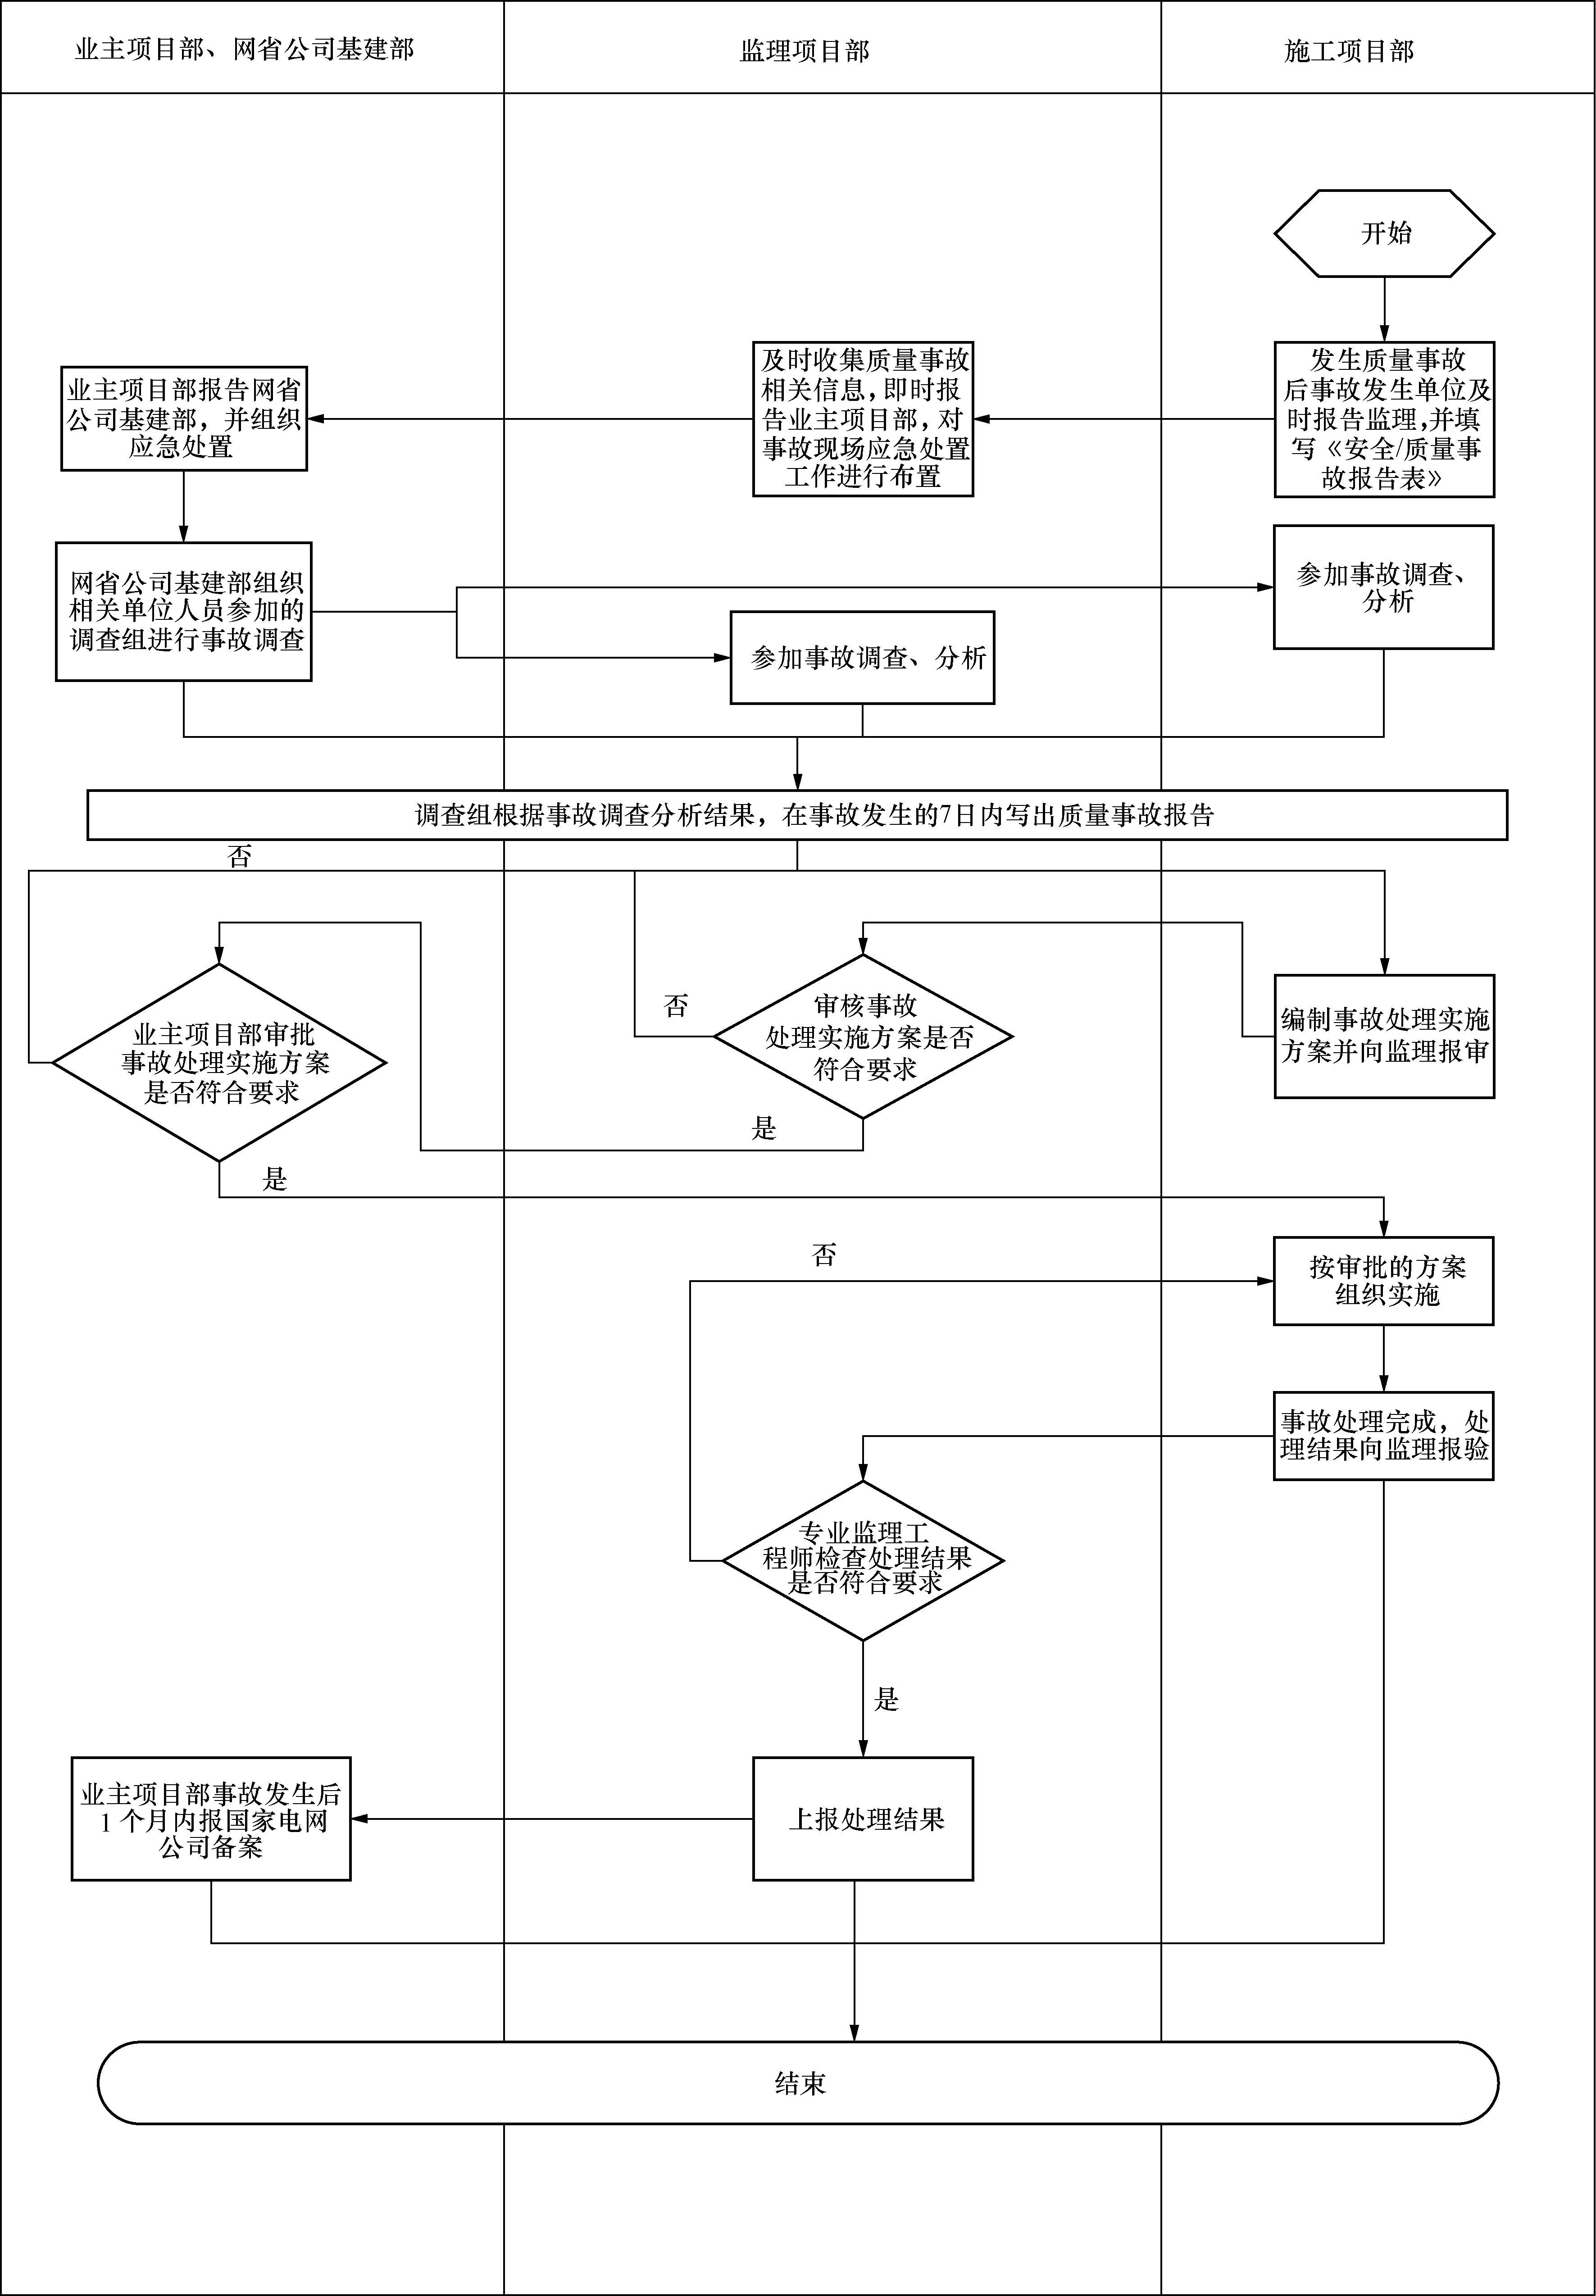 业主项目部、网省公司基建部
监理项目部
施工项目部
开始
发生质量事故
后事故发生单位及
时报告监理,并填
写《安全/质量事
故报告表》
及时收集质量事故
相关信息,即时报
告业主项目部,对
事故现场应急处置
工作进行布置
业主项目部报告网省
公司基建部，并组织
应急处置
网省公司基建部组织
相关单位人员参加的
调查组进行事故调查
参加事故调查、分析
参加事故调查、
分析
调查组根据事故调查分析结果，在事故发生的7日内写出质量事故报告
否
业主项目部审批
事故处理实施方案
是否符合要求
否
审核事故
处理实施方案是否
符合要求
编制事故处理实施
方案并向监理报审
是
是
否
按审批的方案
组织实施
事故处理完成，处
理结果向监理报验
专业监理工
程师检查处理结果
是否符合要求
是
业主项目部事故发生后
1 个月内报国家电网
公司备案
上报处理结果
结束